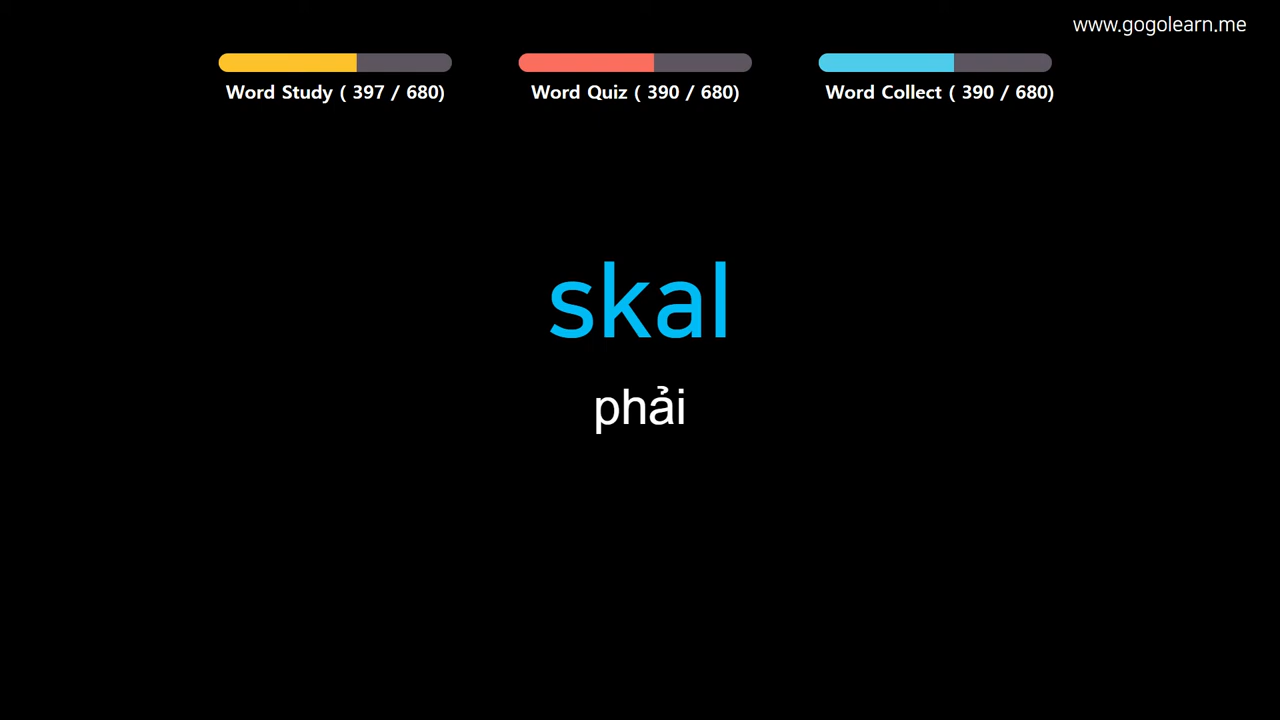 www.gogolearn.me
Word Study ( 397 / 680)
Word Quiz ( 390 / 680)
Word Collect ( 390 / 680)
skal
phải